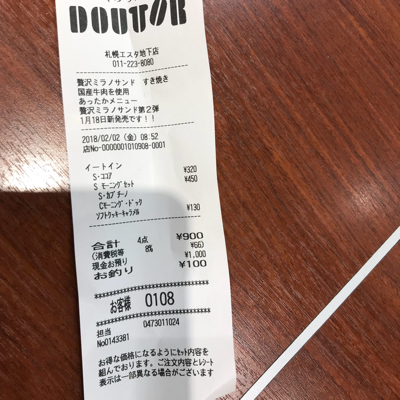 DOUTOR
札幌エスタ地下店
011-223-8080
贅沢ミラノサンド すき焼き
国産牛肉を使用
あったかメニュー
贅沢ミラノサンド第2弾
1月18日新発売です!!
2018/02/02 (金) 08:52
店No-0000001010908-0001
イートイン
S・ココア ¥320
S モーニングセット ¥450
S・カプチーノ
Cモーニング・ドック
ソフトクッキーキャラメル ¥130
合計 4点 ¥900
(消費税等 8% ¥66)
現金お預り ¥1,000
お釣り ¥100
お客様 0108
担当 0473011024
No0143381
お得な価格になるようにセット内容を
組んでおります。ご注文内容とレシート
表示は一部異なる場合がございます